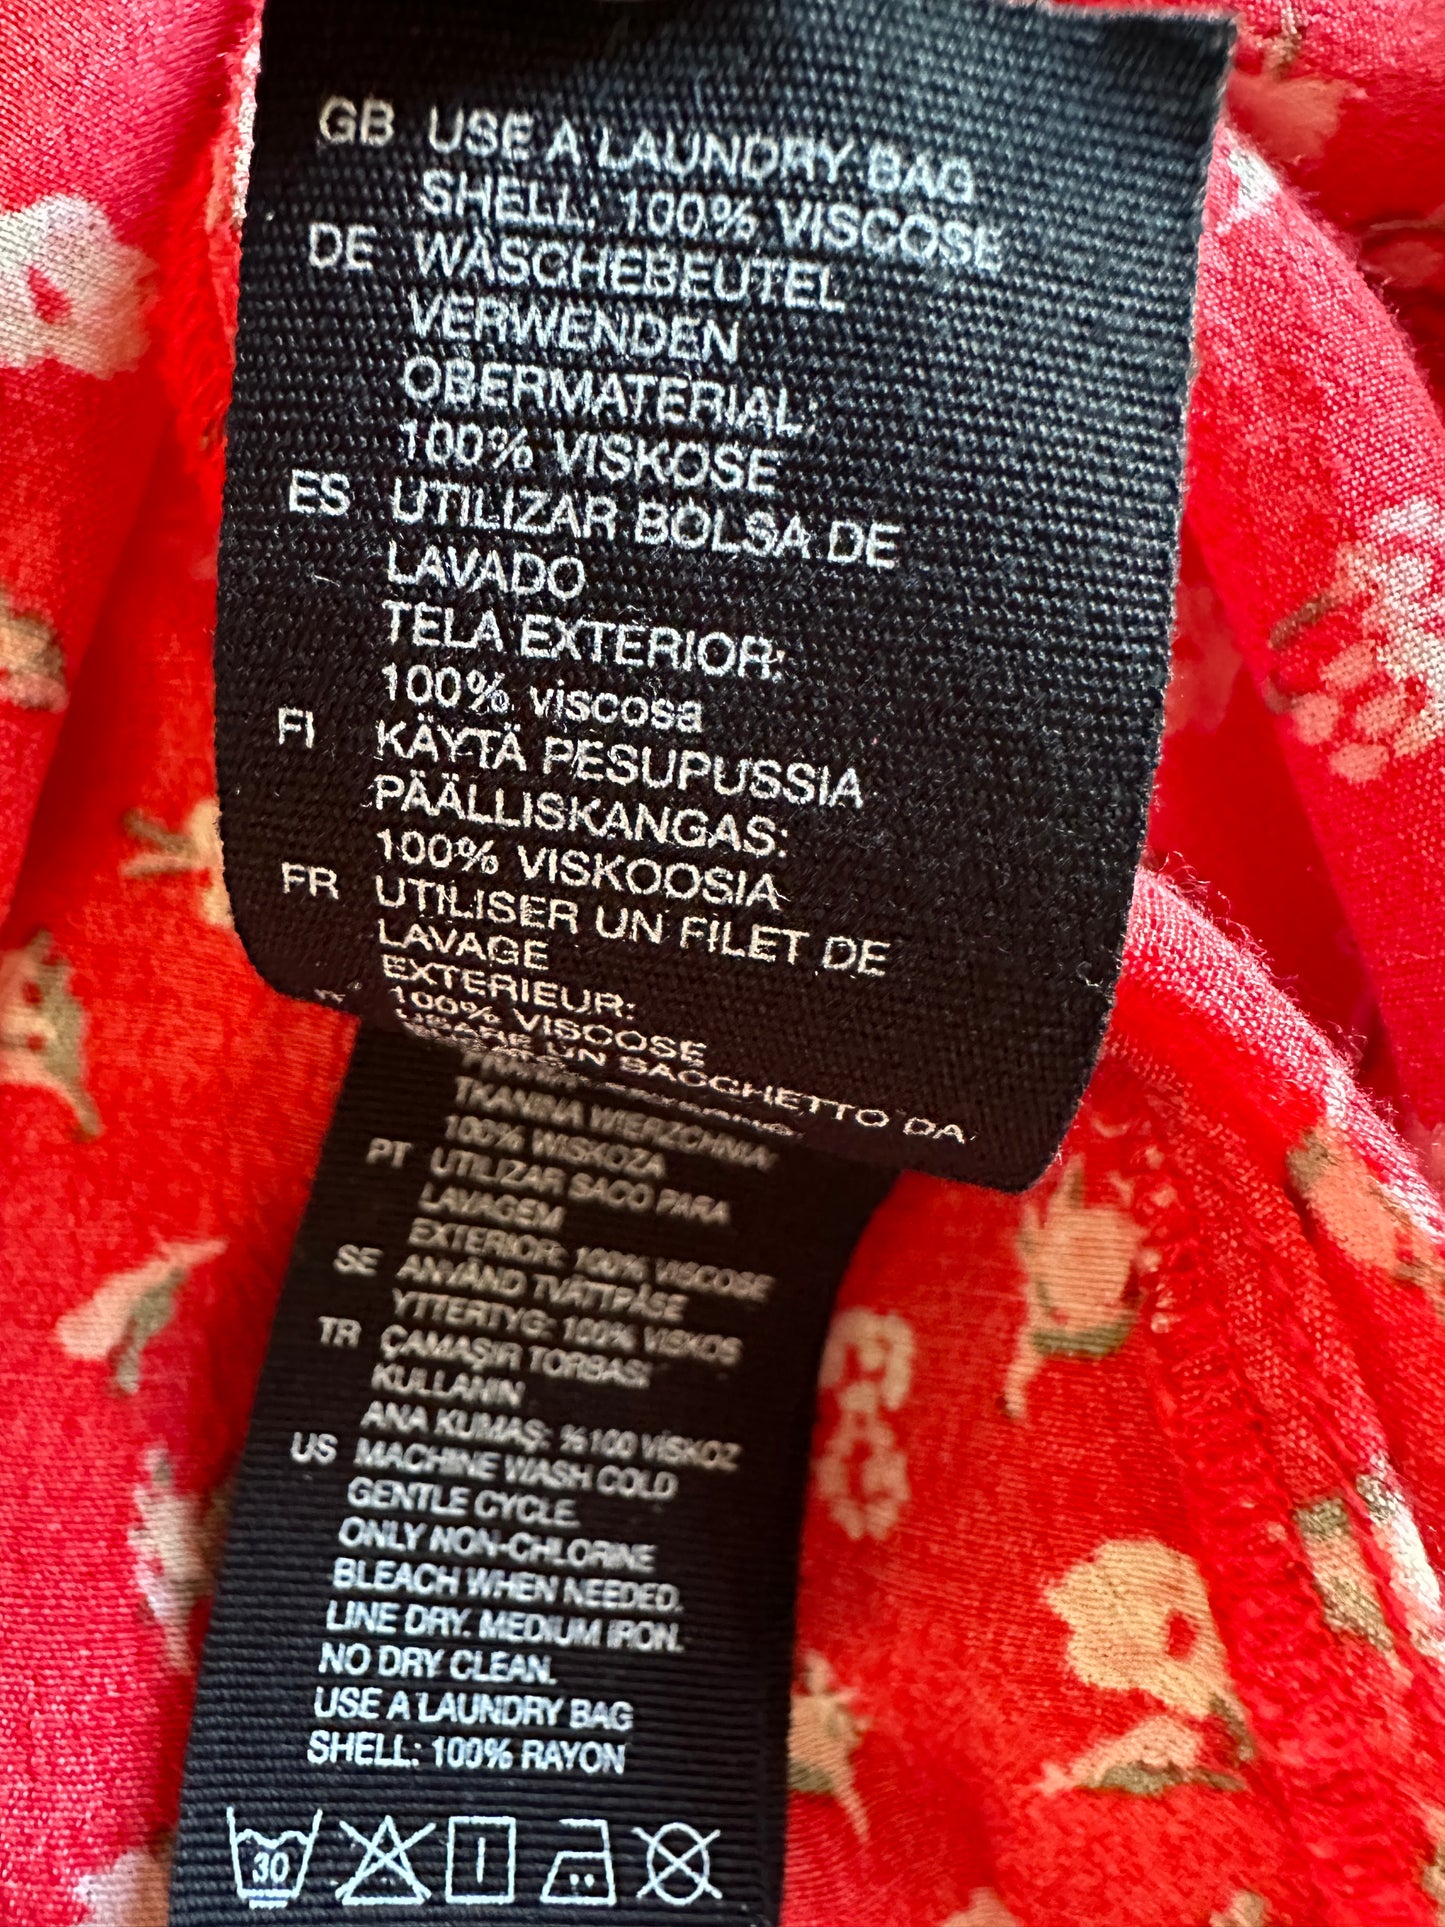 GB USE A LAUNDRY BAG
SHELL: 100% VISCOSE
DE WÄSCHEBEUTEL
VERWENDEN
OBERMATERIAL:
100% VISKOSE
ES UTILIZAR BOLSA DE
LAVADO
TELA EXTERIOR:
100% viscosa
FI KÄYTÄ PESUPUSSIA
PÄÄLLISKANGAS:
100% VISKOOSIA
FR UTILISER UN FILET DE
LAVAGE
EXTERIEUR:
100% VISCOSE
USARE UN SACCHETTO DA
TKANINA WIERZCHNIA:
100% WISKOZA
PT UTILIZAR SACO PARA
LAVAGEM
EXTERIOR: 100% VISCOSE
SE ANVÄND TVÄTTPÅSE
YTTERTYG: 100% VISKOS
TR ÇAMAŞIR TORBASI
KULLANIN
ANA KUMAŞ: %100 VİSKOZ
US MACHINE WASH COLD
GENTLE CYCLE.
ONLY NON-CHLORINE
BLEACH WHEN NEEDED.
LINE DRY. MEDIUM IRON.
NO DRY CLEAN.
USE A LAUNDRY BAG
SHELL: 100% RAYON
30